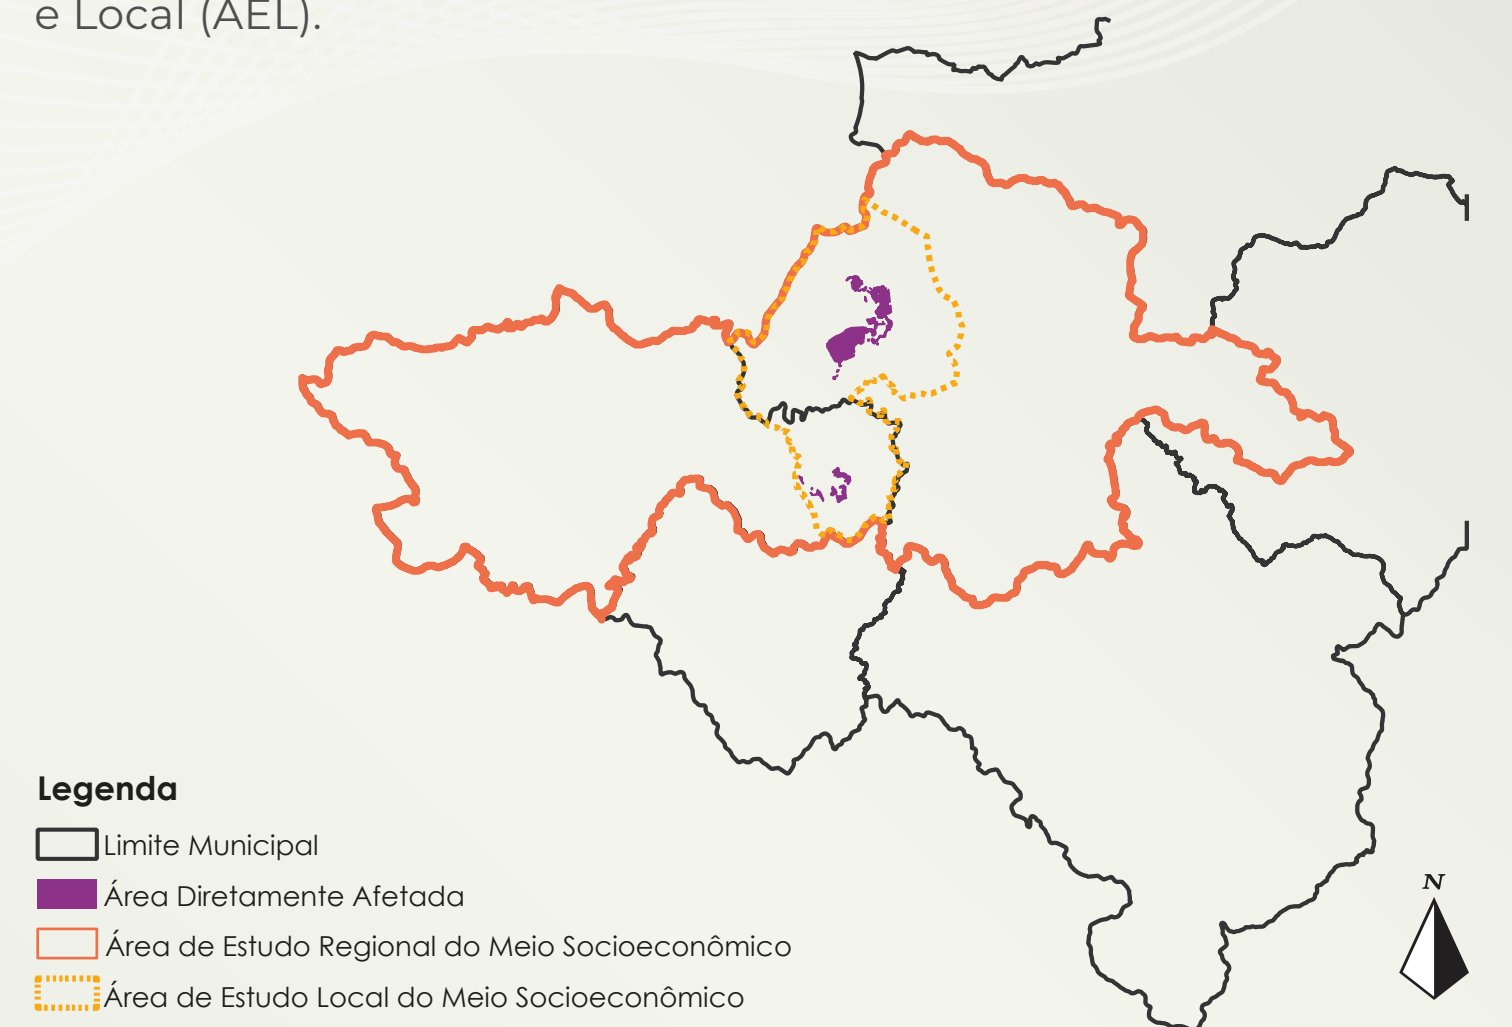 e Local (AEL).
Legenda
Limite Municipal
Área Diretamente Afetada
Área de Estudo Regional do Meio Socioeconômico
Área de Estudo Local do Meio Socioeconômico
N